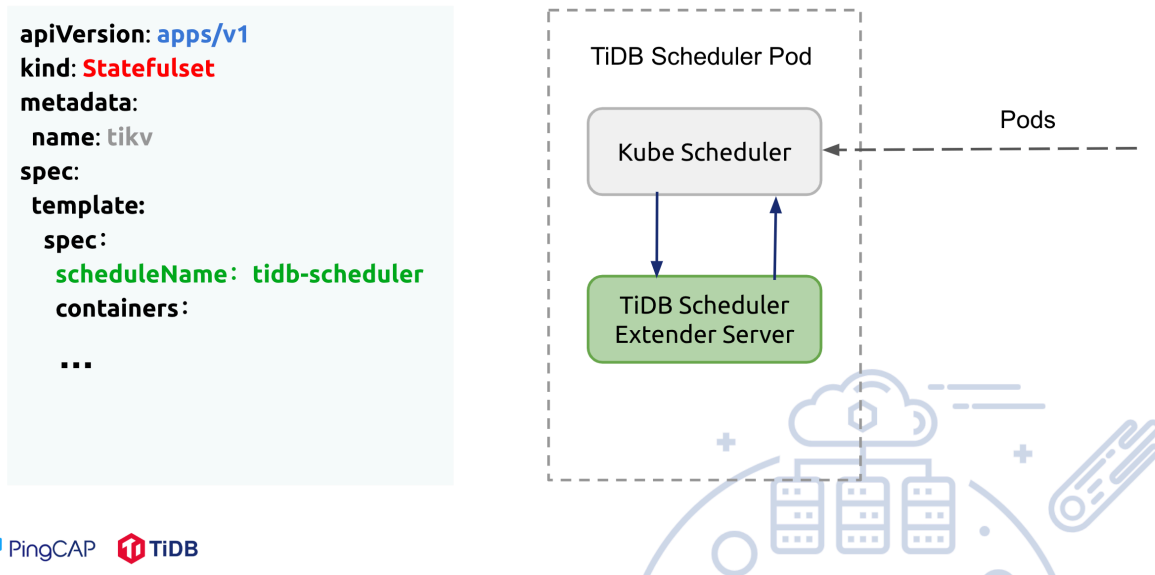 apiVersion: apps/v1
kind: Statefulset
metadata:
name: tikv
spec:
template:
spec：
scheduleName： tidb-scheduler
containers：
...
TiDB Scheduler Pod
Kube Scheduler
Pods
TiDB Scheduler
Extender Server
PingCAP
TiDB